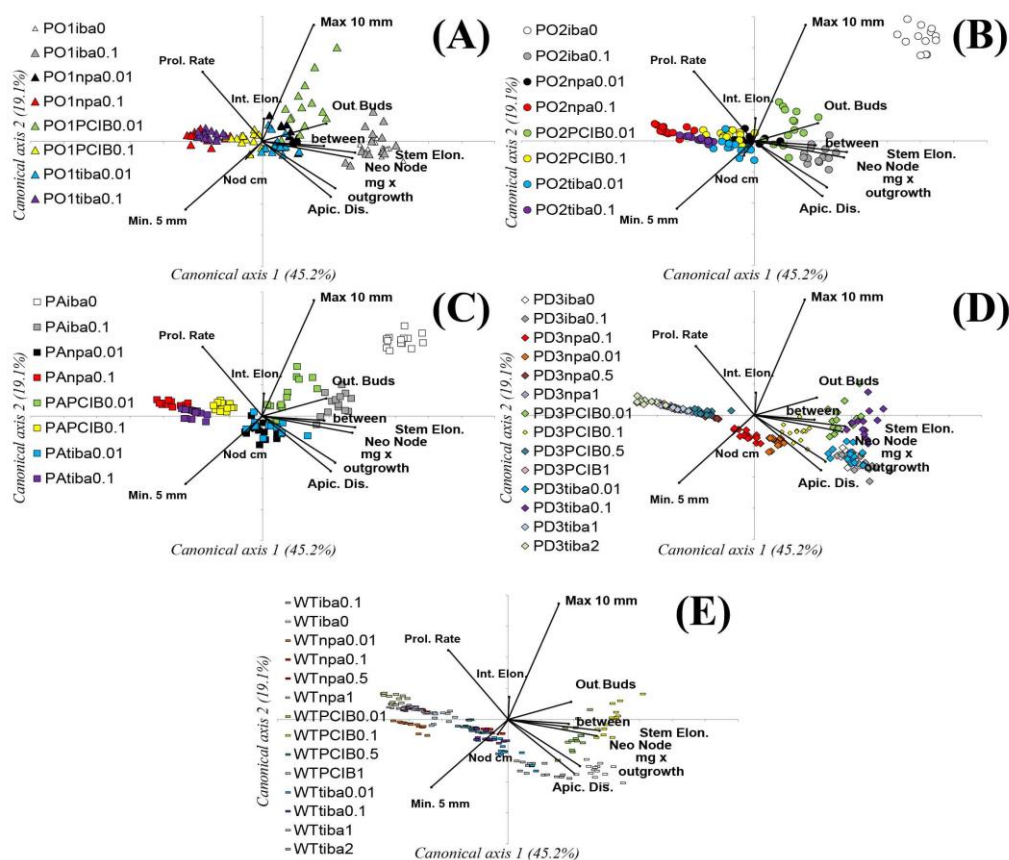 (A)
PO1iba0
PO1iba0.1
PO1npa0.01
PO1npa0.1
PO1PCIB0.01
PO1PCIB0.1
PO1tiba0.01
PO1tiba0.1
Canonical axis 2 (19.1%)
Max 10 mm
Prol. Rate
Int. Elon.
Out. Buds
between
Stem Elon.
Neo Node
mg x
outgrowth
Nod cm
Apic. Dis.
Min. 5 mm
Canonical axis 1 (45.2%)
(B)
PO2iba0
PO2iba0.1
PO2npa0.01
PO2npa0.1
PO2PCIB0.01
PO2PCIB0.1
PO2tiba0.01
PO2tiba0.1
Canonical axis 2 (19.1%)
Max 10 mm
Prol. Rate
Int. Elon.
Out. Buds
between
Stem Elon.
Neo Node
mg x
outgrowth
Nod cm
Apic. Dis.
Min. 5 mm
Canonical axis 1 (45.2%)
(C)
PAiba0
PAiba0.1
PAnpa0.01
PAnpa0.1
PAPCIB0.01
PAPCIB0.1
PAtiba0.01
PAtiba0.1
Canonical axis 2 (19.1%)
Max 10 mm
Prol. Rate
Int. Elon.
Out. Buds
between
Stem Elon.
Neo Node
mg x
outgrowth
Nod cm
Apic. Dis.
Min. 5 mm
Canonical axis 1 (45.2%)
(D)
PD3iba0
PD3iba0.1
PD3npa0.1
PD3npa0.01
PD3npa0.5
PD3npa1
PD3PCIB0.01
PD3PCIB0.1
PD3PCIB0.5
PD3PCIB1
PD3tiba0.01
PD3tiba0.1
PD3tiba1
PD3tiba2
Canonical axis 2 (19.1%)
Max 10 mm
Prol. Rate
Int. Elon.
Out Buds
between
Stem Elon.
Neo Node
mg x
outgrowth
Nod cm
Apic. Dis.
Min. 5 mm
Canonical axis 1 (45.2%)
(E)
WTiba0.1
WTiba0
WTnpa0.01
WTnpa0.1
WTnpa0.5
WTnpa1
WTPCIB0.01
WTPCIB0.1
WTPCIB0.5
WTPCIB1
WTtiba0.01
WTtiba0.1
WTtiba1
WTtiba2
Canonical axis 2 (19.1%)
Max 10 mm
Prol. Rate
Int. Elon.
Out Buds
between
Stem Elon.
Neo Node
mg x
outgrowth
Nod cm
Apic. Dis.
Min. 5 mm
Canonical axis 1 (45.2%)